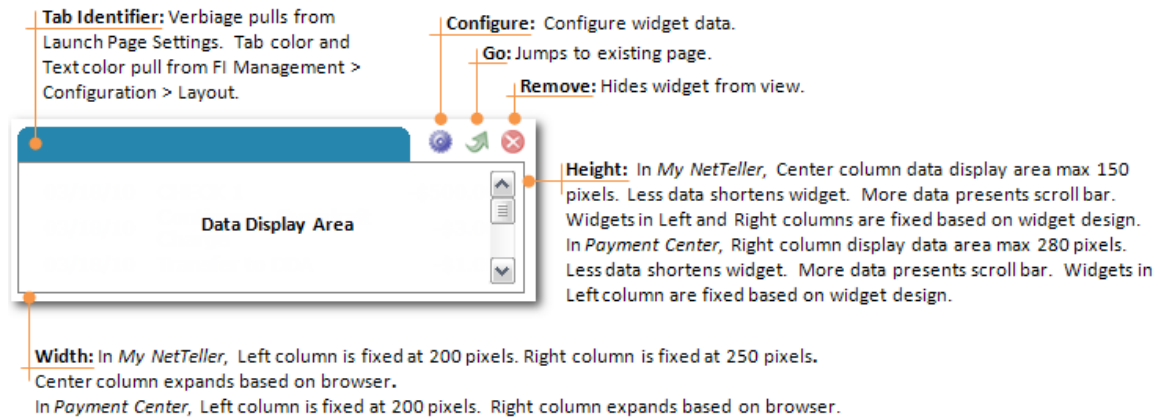 Tab Identifier: Verbiage pulls from
Launch Page Settings. Tab color and
Text color pull from FI Management >
Configuration > Layout.
Configure: Configure widget data.
Go: Jumps to existing page.
Remove: Hides widget from view.
Data Display Area
Height: In My NetTeller, Center column data display area max 150
pixels. Less data shortens widget. More data presents scroll bar.
Widgets in Left and Right columns are fixed based on widget design.
In Payment Center, Right column display data area max 280 pixels.
Less data shortens widget. More data presents scroll bar. Widgets in
Left column are fixed based on widget design.
Width: In My NetTeller, Left column is fixed at 200 pixels. Right column is fixed at 250 pixels.
Center column expands based on browser.
In Payment Center, Left column is fixed at 200 pixels. Right column expands based on browser.